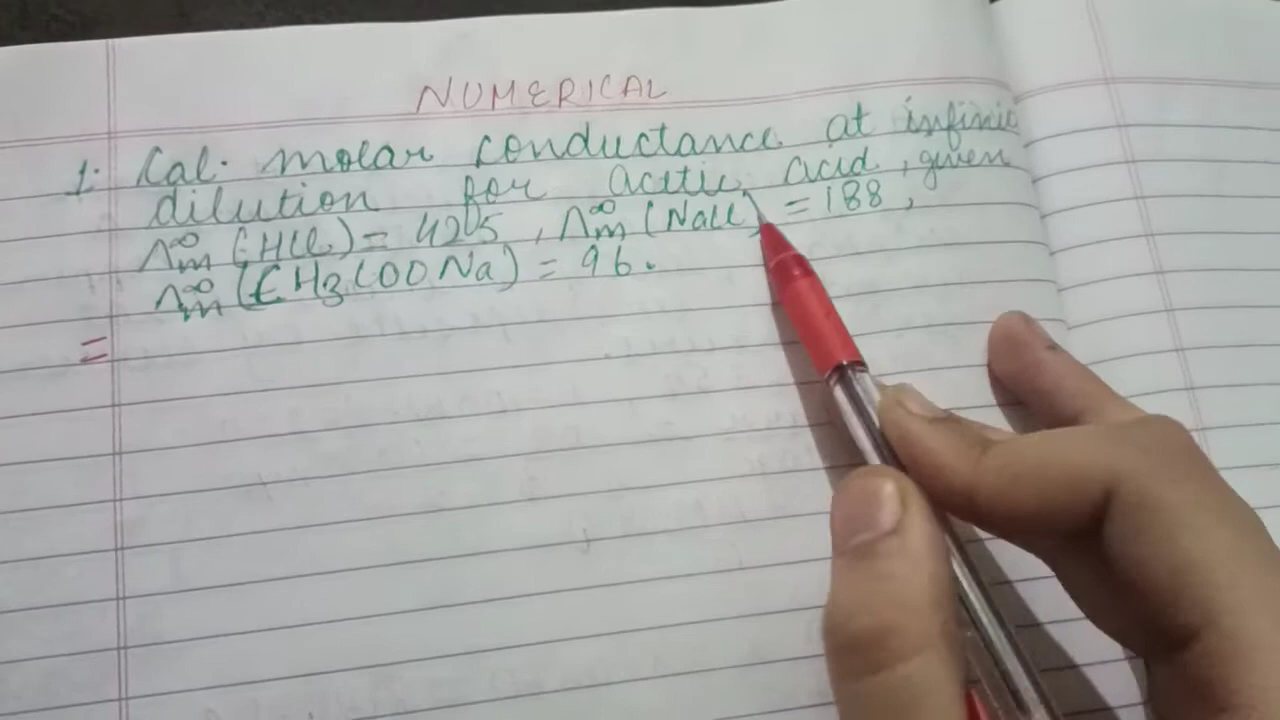 NUMERICAL
1. Cal. molar conductance at infinite
dilution for acetic acid, given
Λ∞m (HCl) = 425, Λ∞m (NaCl) = 188,
Λ∞m (CH3COONa) = 96.
=